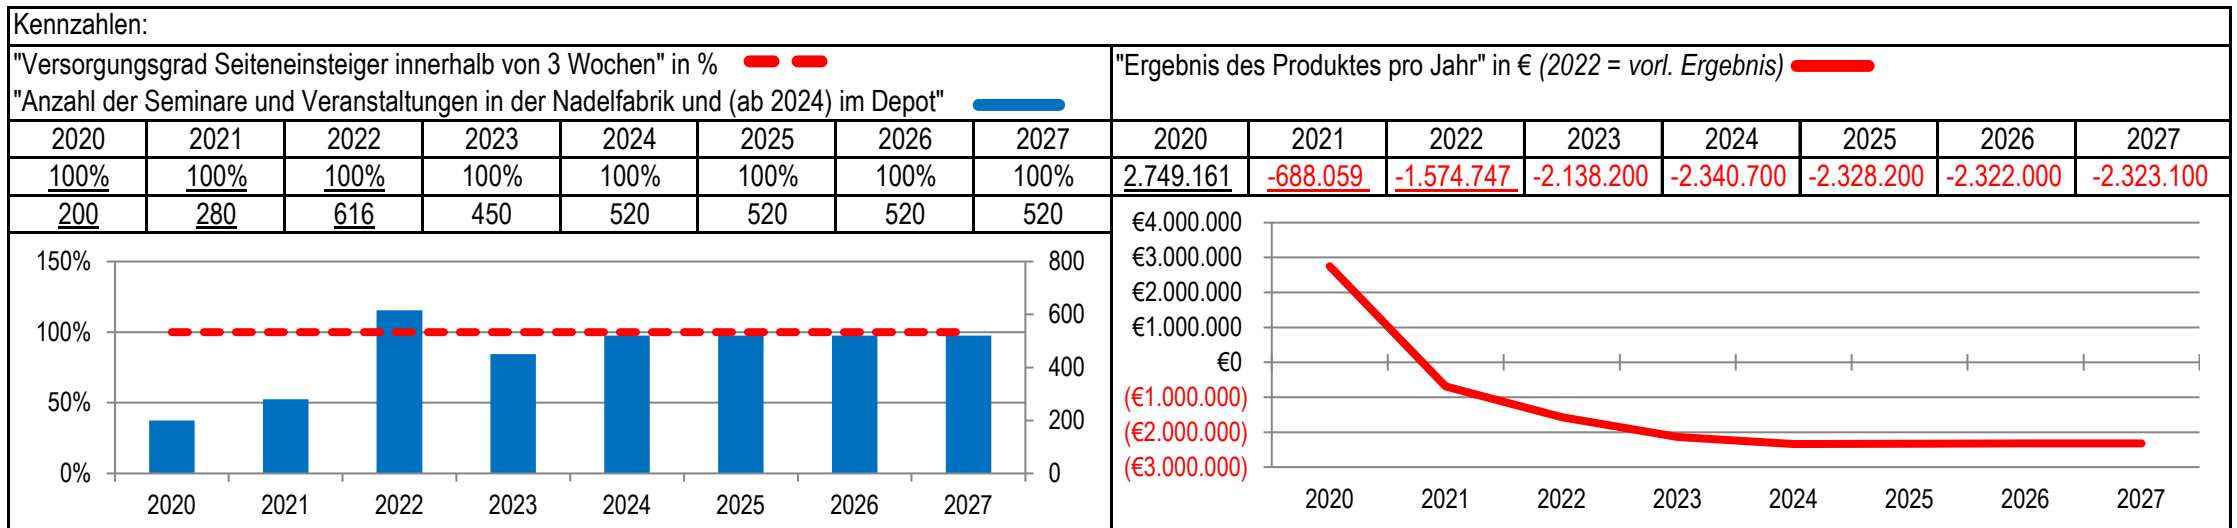 Kennzahlen:
"Versorgungsgrad Seiteneinsteiger innerhalb von 3 Wochen" in %
"Anzahl der Seminare und Veranstaltungen in der Nadelfabrik und (ab 2024) im Depot"
2020 2021 2022 2023 2024 2025 2026 2027
100% 100% 100% 100% 100% 100% 100% 100%
200 280 616 450 520 520 520 520
150% 800
100% 600
400
50% 200
0% 0
2020 2021 2022 2023 2024 2025 2026 2027
"Ergebnis des Produktes pro Jahr" in € (2022 = vorl. Ergebnis)
2020 2021 2022 2023 2024 2025 2026 2027
2.749.161 -688.059 -1.574.747 -2.138.200 -2.340.700 -2.328.200 -2.322.000 -2.323.100
€4.000.000
€3.000.000
€2.000.000
€1.000.000
€0
(€1.000.000)
(€2.000.000)
(€3.000.000)
2020 2021 2022 2023 2024 2025 2026 2027